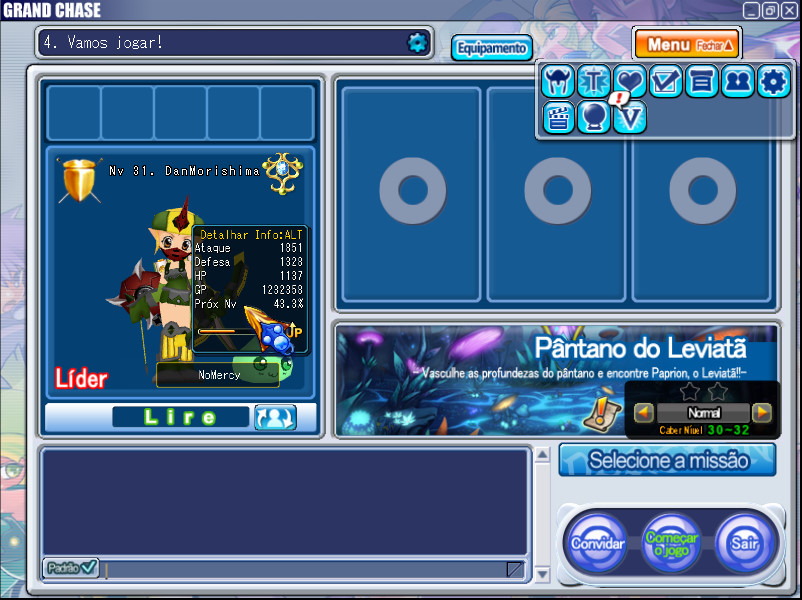 GRAND CHASE
4. Vamos jogar!
Equipamento
Menu Fechar
Nv 31. DanMorishima
Detalhar Info:ALT
Ataque 1351
Defesa 1323
HP 1137
GP 1232353
Próx Nv 43.3%
UP
NoMercy
Líder
Lire
Pântano do Leviatã
-Vasculhe as profundezas do pântano e encontre Paprion, o Leviatã!!-
Normal
Caber Níuel 30~32
Selecione a missão
Convidar
Começar o jogo
Sair
Padrão